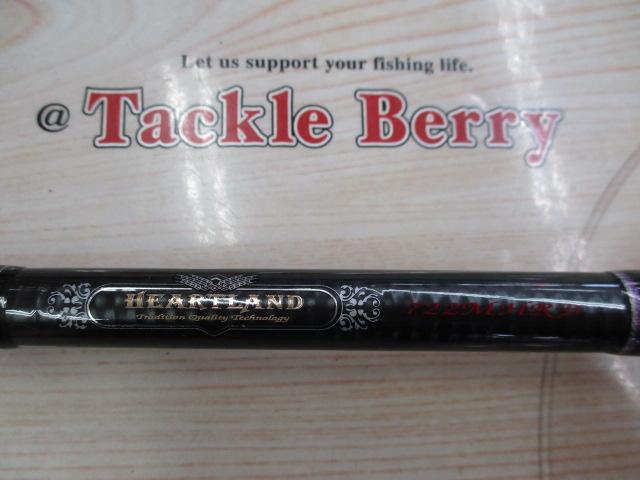 Let us support your fishing life.
@ Tackle Berry
HEARTLAND
Tradition Quality Technology